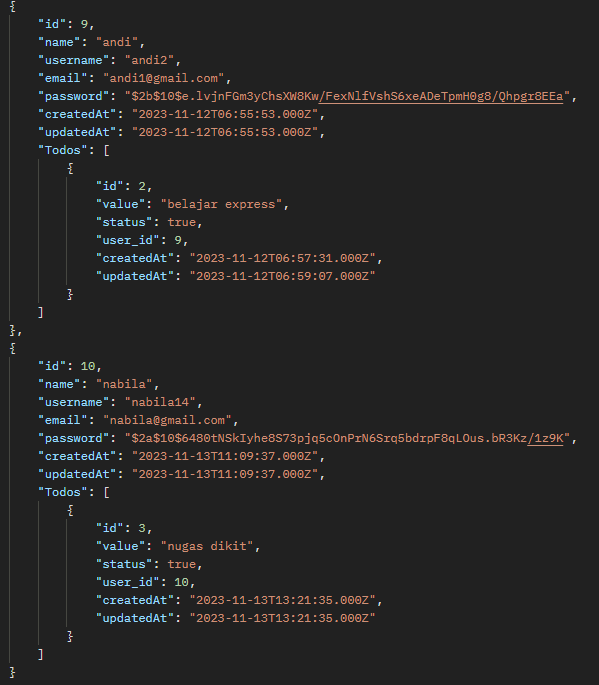 {
"id": 9,
"name": "andi",
"username": "andi2",
"email": "andi1@gmail.com",
"password": "$2b$10$e.lvjnFGm3yChsXW8Kw/FexNlfVshS6xeADeTpmH0g8/Qhpgr8EEa",
"createdAt": "2023-11-12T06:55:53.000Z",
"updatedAt": "2023-11-12T06:55:53.000Z",
"Todos": [
{
"id": 2,
"value": "belajar express",
"status": true,
"user_id": 9,
"createdAt": "2023-11-12T06:57:31.000Z",
"updatedAt": "2023-11-12T06:59:07.000Z"
}
]
},
{
"id": 10,
"name": "nabila",
"username": "nabila14",
"email": "nabila@gmail.com",
"password": "$2a$10$6480tNSkIyhe8S73pjq5cOnPrN6Srq5bdrpF8qLOus.bR3Kz/1z9K",
"createdAt": "2023-11-13T11:09:37.000Z",
"updatedAt": "2023-11-13T11:09:37.000Z",
"Todos": [
{
"id": 3,
"value": "nugas dikit",
"status": true,
"user_id": 10,
"createdAt": "2023-11-13T13:21:35.000Z",
"updatedAt": "2023-11-13T13:21:35.000Z"
}
]
}